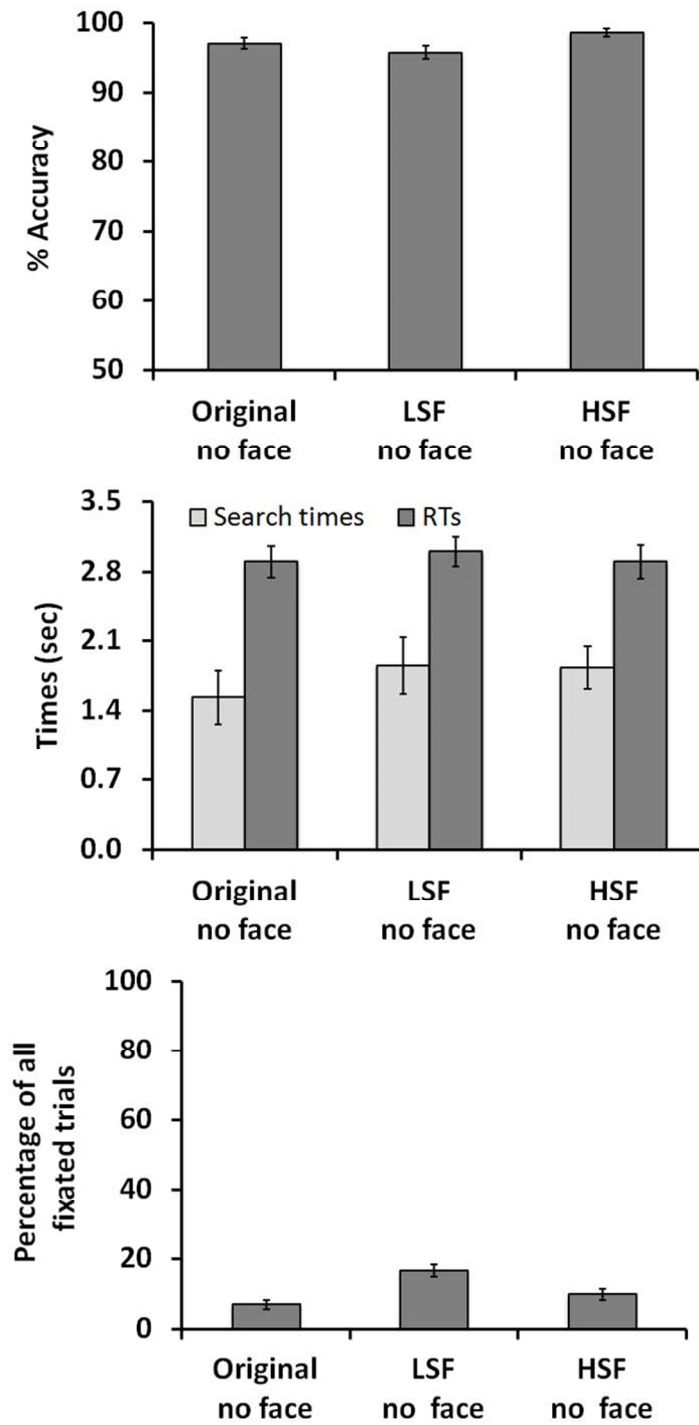 100
90
80
70
60
50
% Accuracy
Original LSF HSF
no face no face no face
3.5
2.8
2.1
1.4
0.7
0.0
Times (sec)
Search times RTs
Original LSF HSF
no face no face no face
100
80
60
40
20
0
Percentage of all
fixated trials
Original LSF HSF
no face no face no face